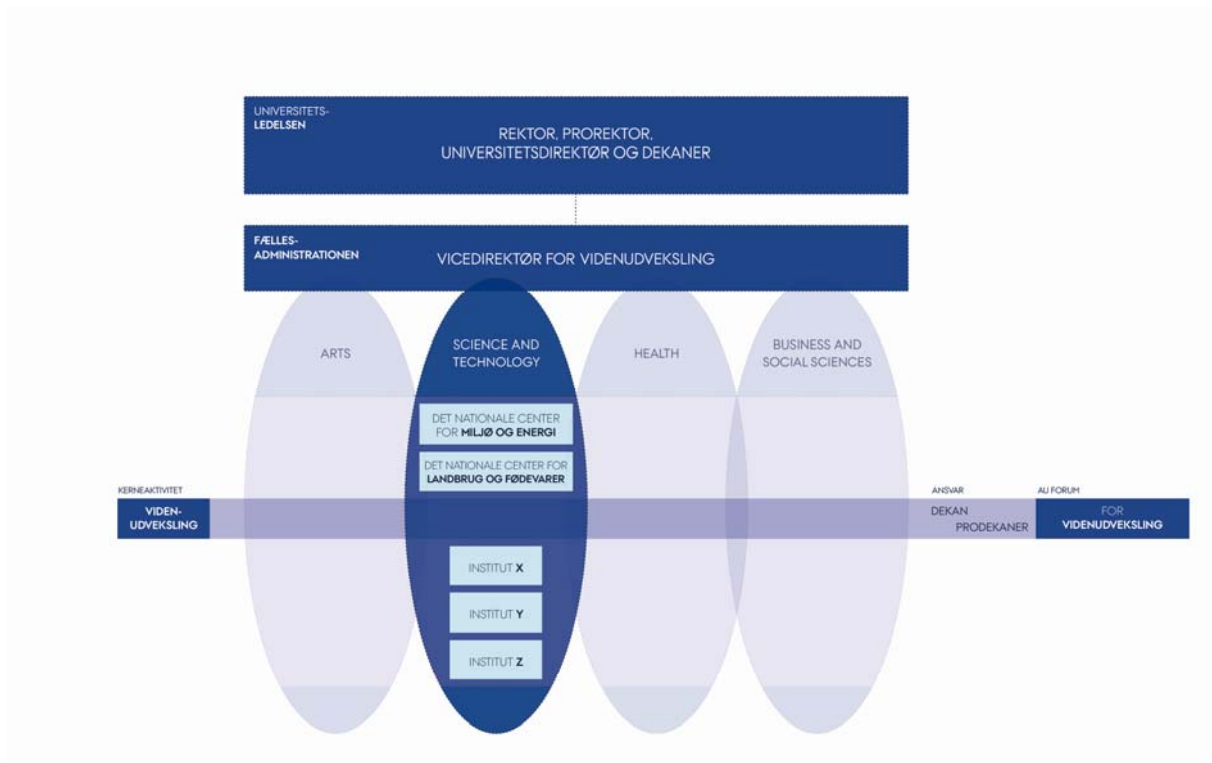 UNIVERSITETS-
LEDELSEN
REKTOR, PROREKTOR,
UNIVERSITETSDIREKTØR OG DEKANER
FÆLLES-
ADMINISTRATIONEN
VICEDIREKTØR FOR VIDENUDVEKSLING
ARTS
SCIENCE AND
TECHNOLOGY
HEALTH
BUSINESS AND
SOCIAL SCIENCES
DET NATIONALE CENTER
FOR MILJØ OG ENERGI
DET NATIONALE CENTER FOR
LANDBRUG OG FØDEVARER
KERNEAKTIVITET
VIDEN-
UDVEKSLING
ANSVAR
DEKAN
PRODEKANER
AU FORUM
FOR
VIDENUDVEKSLING
INSTITUT X
INSTITUT Y
INSTITUT Z